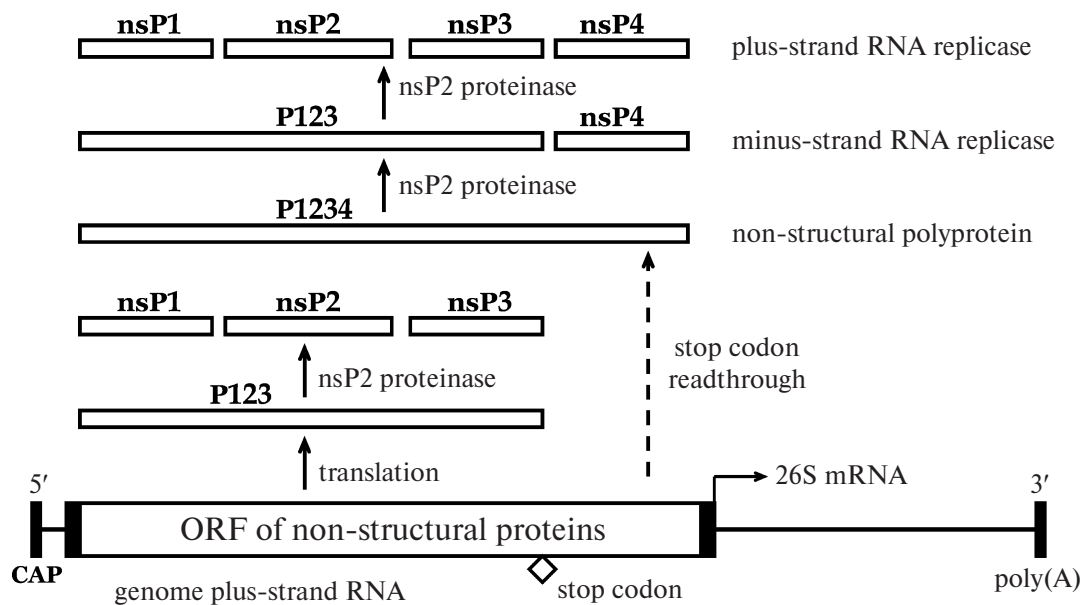 nsP1 nsP2 nsP3 nsP4
plus-strand RNA replicase
nsP2 proteinase
P123 nsP4
minus-strand RNA replicase
nsP2 proteinase
P1234
non-structural polyprotein
nsP1 nsP2 nsP3
stop codon
readthrough
nsP2 proteinase
P123
translation
26S mRNA
5′
3′
ORF of non-structural proteins
CAP
genome plus-strand RNA
stop codon
poly(A)